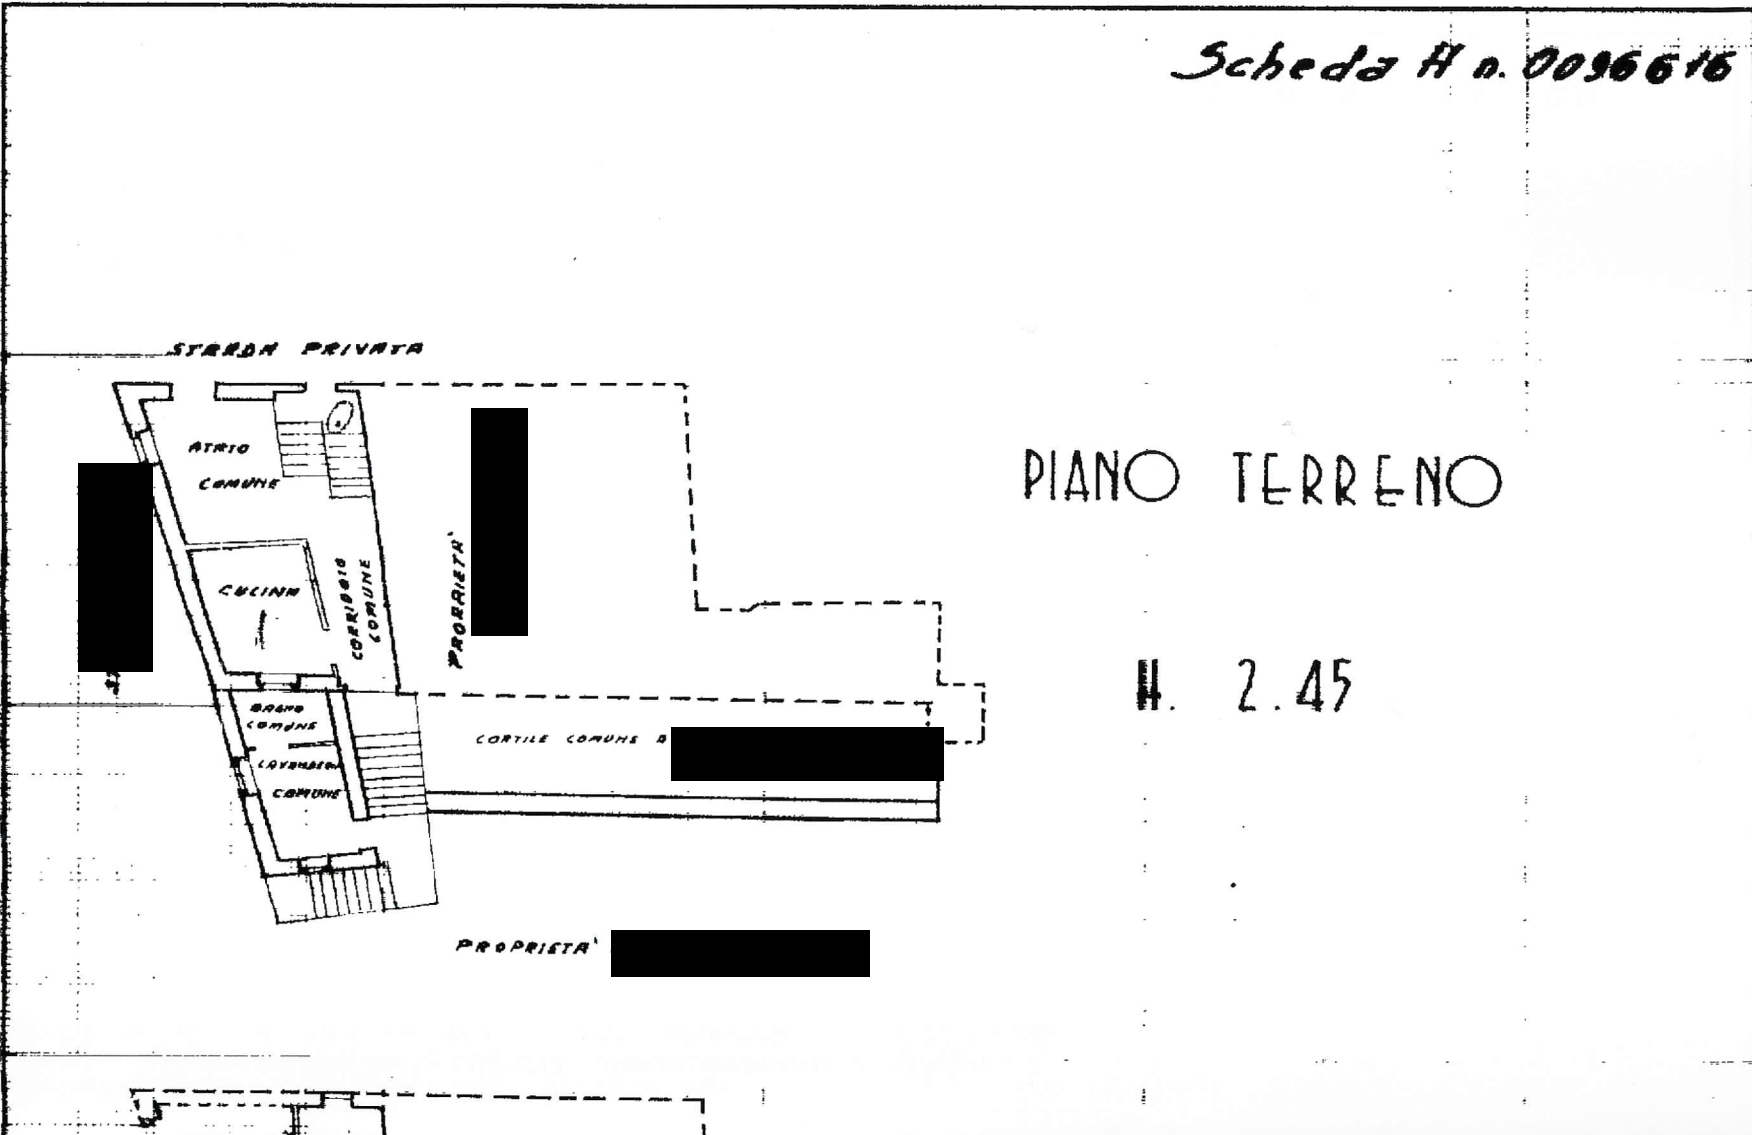 Scheda H n. 0096616
STRADA PRIVATA
ATRIO
COMUNE
PIANO TERRENO
CUCINA
CORRIDOIO
COMUNE
PROPRIETA'
H. 2.45
BAGNO
COMUNE
CORTILE COMUNE A
LAVANDERIA
COMUNE
PROPRIETA'